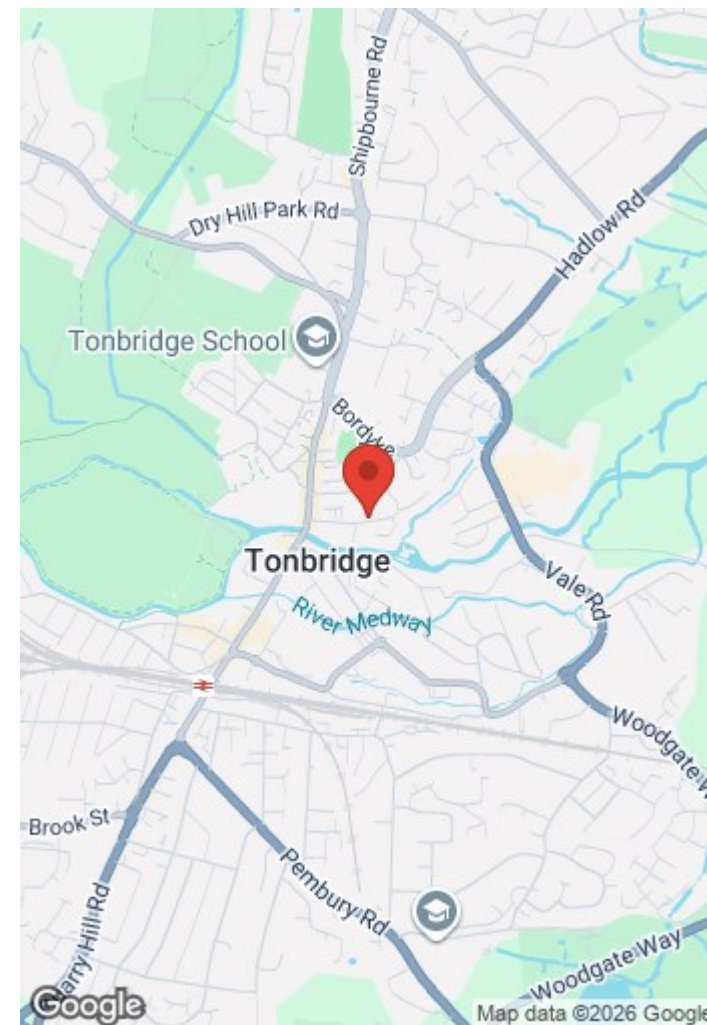 Shipbourne Rd
Dry Hill Park Rd
Hadlow Rd
Tonbridge School
Bordyke
Tonbridge
Vale Rd
River Medway
Woodgate W
Brook St
Pembury Rd
Quarry Hill Rd
Woodgate Way
Google
Map data ©2026 Google